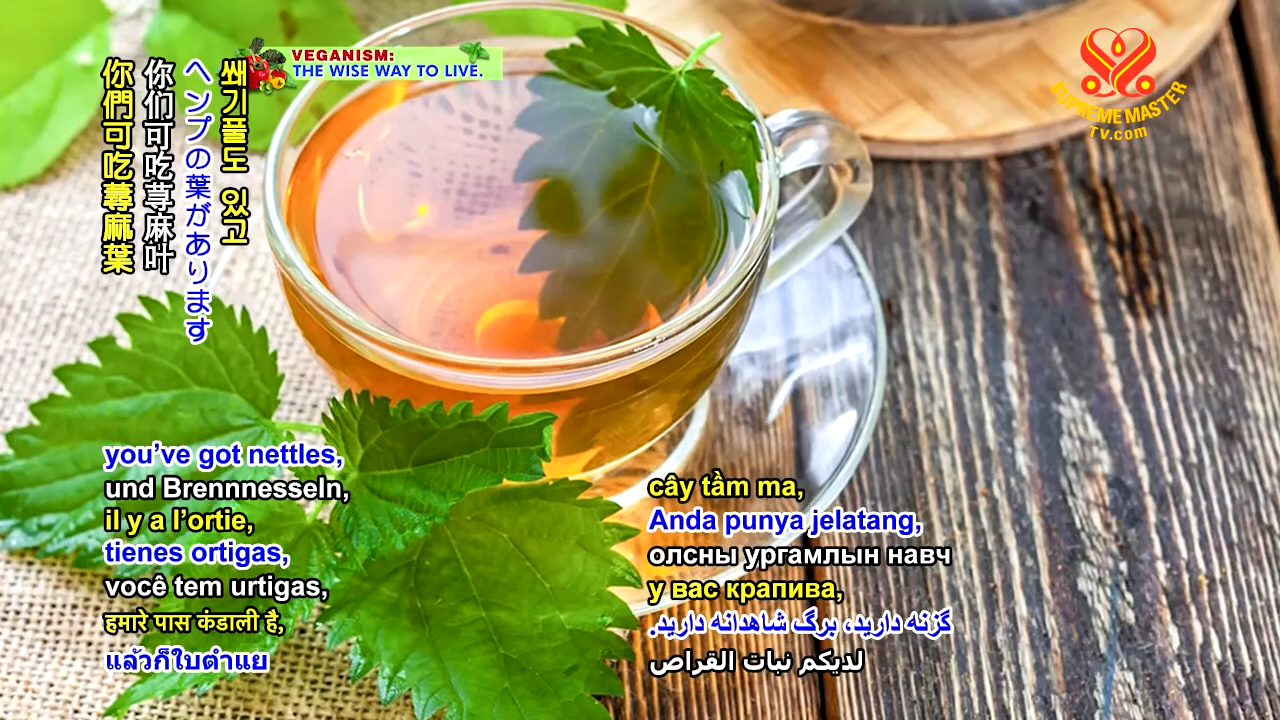 VEGANISM:
THE WISE WAY TO LIVE.
SUPREME MASTER
TV.com
쐐기풀도 있고
ヘンプの葉があります
你们可吃荨麻叶
你們可吃蕁麻葉
you've got nettles,
und Brennnesseln,
il y a l'ortie,
tienes ortigas,
você tem urtigas,
हमारे पास कंडाली है,
แล้วก็ใบตำแย
cây tầm ma,
Anda punya jelatang,
олсны ургамлын навч
у вас крапива,
گزنه دارید، برگ شاهدانه دارید.
لديكم نبات القراص